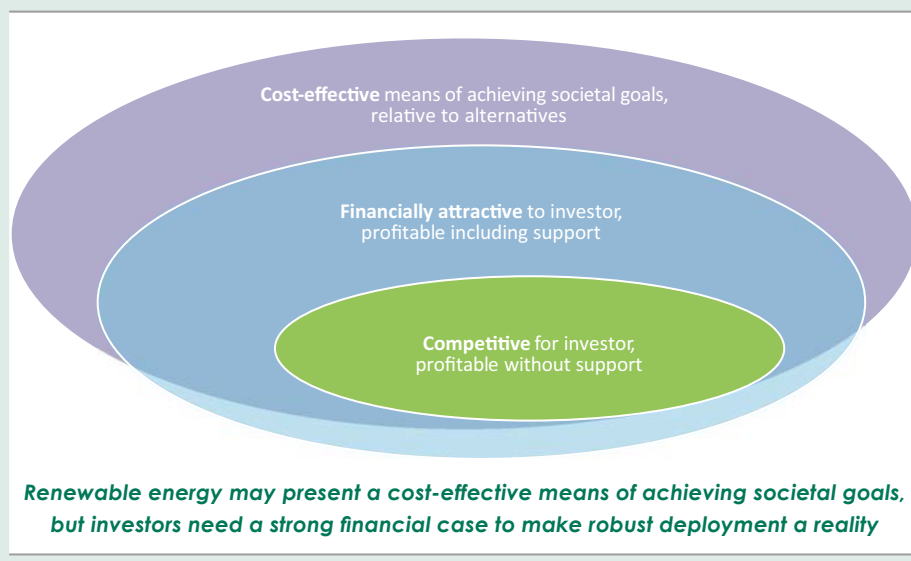 Cost-effective means of achieving societal goals,
relative to alternatives
Financially attractive to investor,
profitable including support
Competitive for investor,
profitable without support
Renewable energy may present a cost-effective means of achieving societal goals,
but investors need a strong financial case to make robust deployment a reality